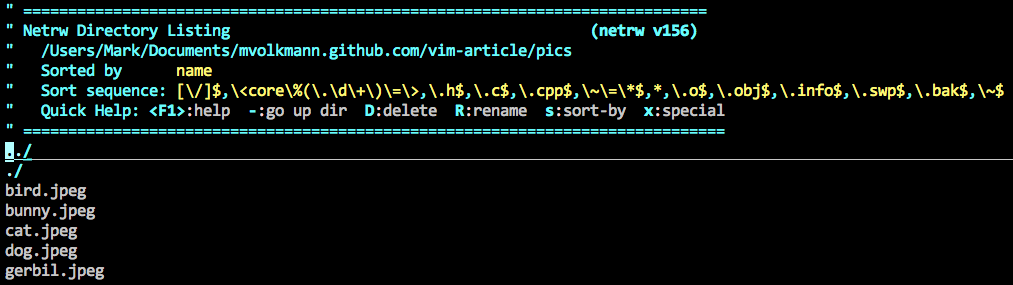 " ============================================================================
" Netrw Directory Listing                                        (netrw v156)
"   /Users/Mark/Documents/mvolkmann.github.com/vim-article/pics
"   Sorted by      name
"   Sort sequence: [\/]$,\<core\%(\.\d\+\)\=\>,\.h$,\.c$,\.cpp$,\~\=\*$,*,\.o$,\.obj$,\.info$,\.swp$,\.bak$,\~$
"   Quick Help: <F1>:help  -:go up dir  D:delete  R:rename  s:sort-by  x:special
" ==============================================================================
../
./
bird.jpeg
bunny.jpeg
cat.jpeg
dog.jpeg
gerbil.jpeg